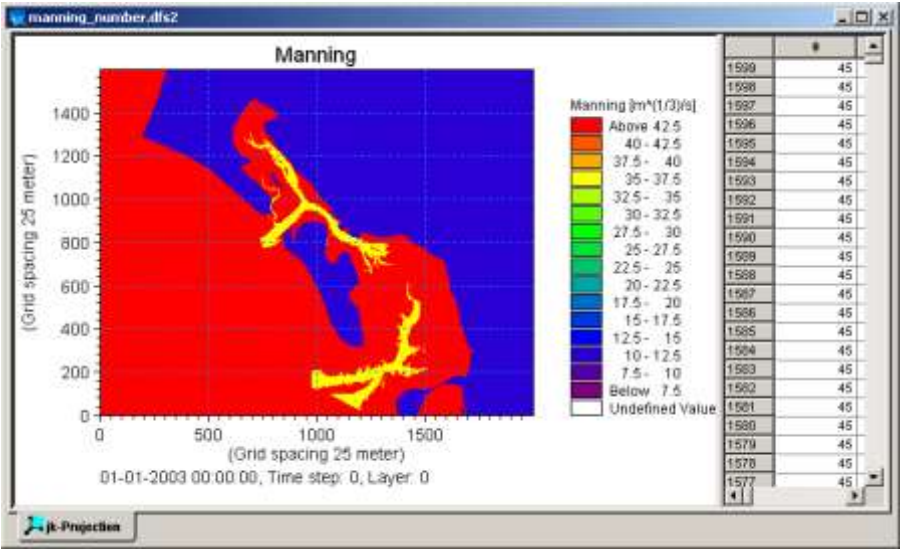 manning_number.dfs2
Manning
1400
1200
1000
800
600
400
200
0
(Grid spacing 25 meter)
0 500 1000 1500
(Grid spacing 25 meter)
01-01-2003 00:00:00, Time step: 0, Layer: 0
Manning [m^(1/3)/s]
Above 42.5
40 - 42.5
37.5 - 40
35 - 37.5
32.5 - 35
30 - 32.5
27.5 - 30
25 - 27.5
22.5 - 25
20 - 22.5
17.5 - 20
15 - 17.5
12.5 - 15
10 - 12.5
7.5 - 10
Below 7.5
Undefined Value
0
1599 45
1598 45
1597 45
1596 45
1595 45
1594 45
1593 45
1592 45
1591 45
1590 45
1589 45
1588 45
1587 45
1586 45
1585 45
1584 45
1583 45
1582 45
1581 45
1580 45
1579 45
1578 45
1577 45
jk-Projection